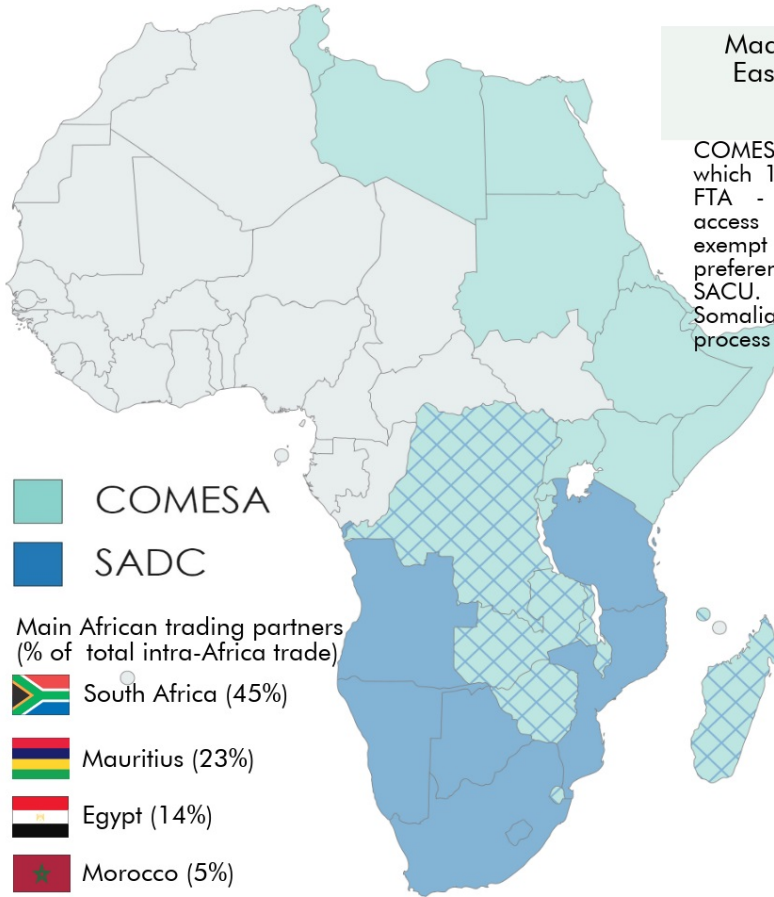 Mac
Eas
COMES
which 1
FTA -
access
exempt
preferen
SACU.
Somalia
process
COMESA
SADC
Main African trading partners
(% of total intra-Africa trade)
South Africa (45%)
Mauritius (23%)
Egypt (14%)
Morocco (5%)